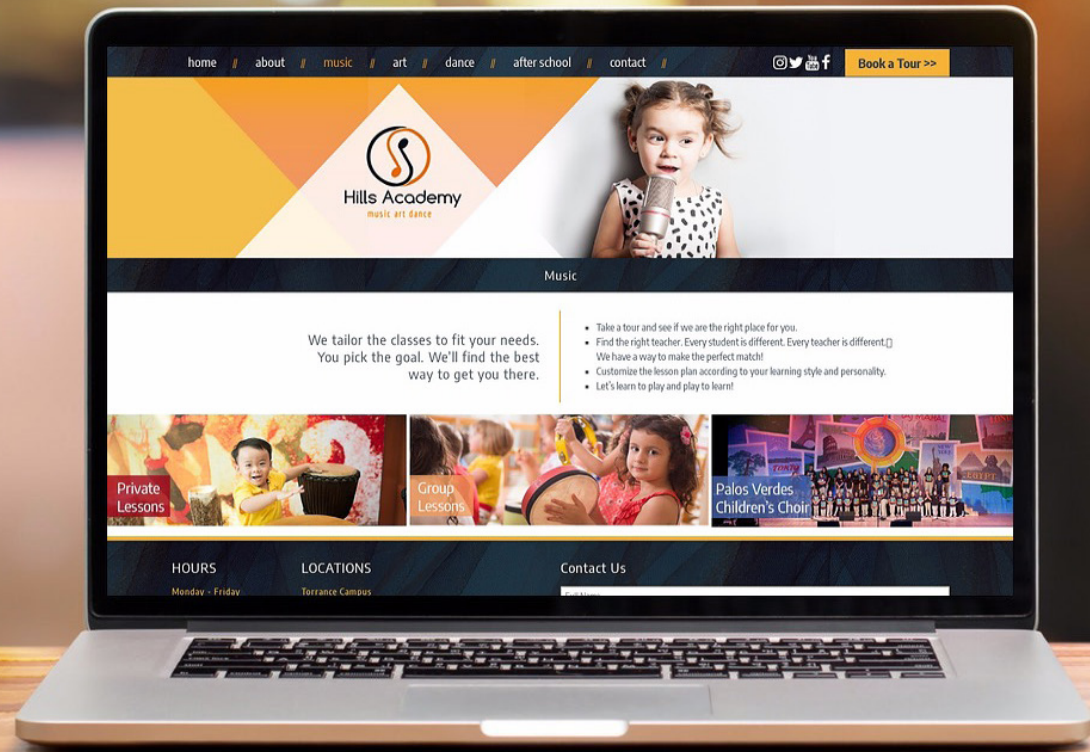 home // about // music // art // dance // after school // contact //
Book a Tour >>
Hills Academy
music art dance
Music
We tailor the classes to fit your needs.
You pick the goal. We'll find the best
way to get you there.
• Take a tour and see if we are the right place for you.
• Find the right teacher. Every student is different. Every teacher is different.
We have a way to make the perfect match!
• Customize the lesson plan according to your learning style and personality.
• Let's learn to play and play to learn!
Private
Lessons
Group
Lessons
Palos Verdes
Children's Choir
EGYPT
HOURS
Monday - Friday
LOCATIONS
Torrance Campus
Contact Us
Full Name